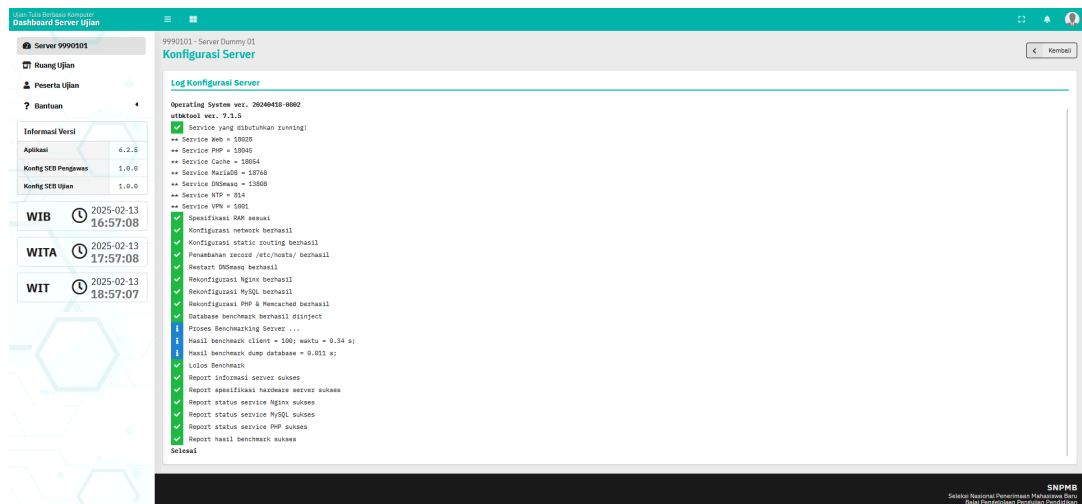 Ujian Tulis Berbasis Komputer
Dashboard Server Ujian
Server 9990101
Ruang Ujian
Peserta Ujian
Bantuan
Informasi Versi
Aplikasi 6.2.5
Konfig SEB Pengawas 1.0.0
Konfig SEB Ujian 1.0.0
WIB 2025-02-13
16:57:08
WITA 2025-02-13
17:57:08
WIT 2025-02-13
18:57:07
9990101 - Server Dummy 01
Konfigurasi Server
Kembali
Log Konfigurasi Server
Operating System ver. 20240418-0002
utbktool ver. 7.1.5
Service yang dibutuhkan running!
** Service Web = 18028
** Service PHP = 18045
** Service Cache = 18054
** Service MariaDB = 18768
** Service DNSmasq = 13808
** Service NTP = 814
** Service VPN = 1001
Spesifikasi RAM sesuai
Konfigurasi network berhasil
Konfigurasi static routing berhasil
Penambahan record /etc/hosts/ berhasil
Restart DNSmasq berhasil
Rekonfigurasi Nginx berhasil
Rekonfigurasi MySQL berhasil
Rekonfigurasi PHP & Memcached berhasil
Database benchmark berhasil diinject
Proses Benchmarking Server ...
Hasil benchmark client = 100; waktu = 0.34 s;
Hasil benchmark dump database = 0.011 s;
Lolos Benchmark
Report informasi server sukses
Report spesifikasi hardware server sukses
Report status service Nginx sukses
Report status service MySQL sukses
Report status service PHP sukses
Report hasil benchmark sukses
Selesai
SNPMB
Seleksi Nasional Penerimaan Mahasiswa Baru
Balai Pengelolaan Pengujian Pendidikan